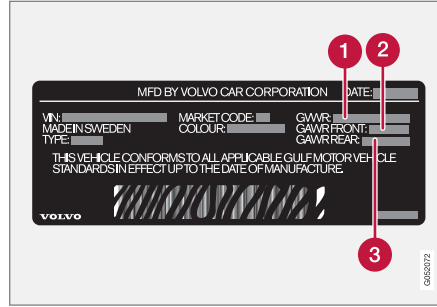 1
2
MFD BY VOLVO CAR CORPORATION DATE:
VIN: MARKET CODE: GVWR:
MADE IN SWEDEN COLOUR: GAWR FRONT:
TYPE: GAWR REAR:
THIS VEHICLE CONFORMS TO ALL APPLICABLE GULF MOTOR VEHICLE
STANDARDS IN EFFECT UP TO THE DATE OF MANUFACTURE.
VOLVO
3
G052072